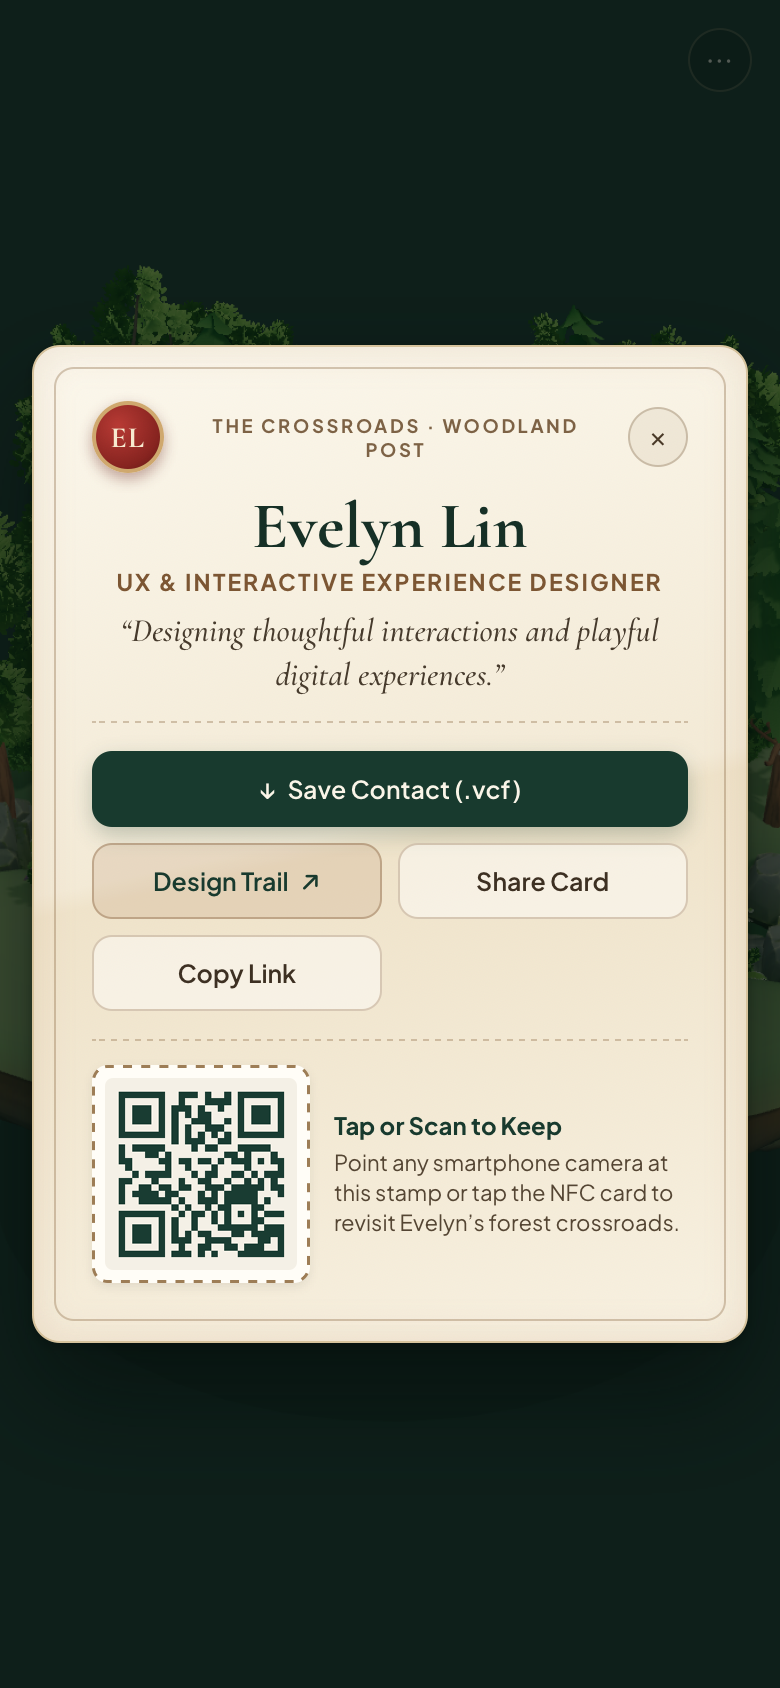 EL
THE CROSSROADS · WOODLAND
POST
×
Evelyn Lin
UX & INTERACTIVE EXPERIENCE DESIGNER
“Designing thoughtful interactions and playful
digital experiences.”
↓ Save Contact (.vcf)
Design Trail ↗
Share Card
Copy Link
Tap or Scan to Keep
Point any smartphone camera at
this stamp or tap the NFC card to
revisit Evelyn’s forest crossroads.